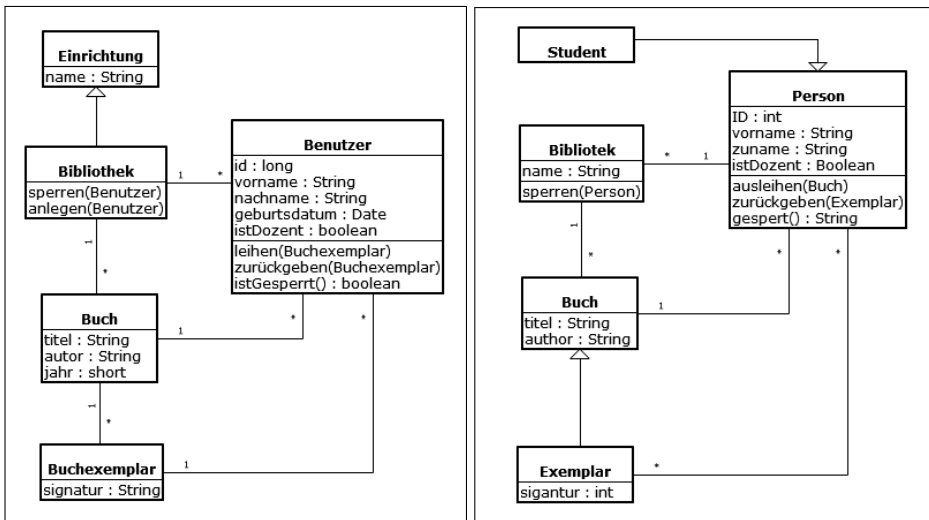 Einrichtung
name : String
Bibliothek
sperren(Benutzer)
anlegen(Benutzer)
1
*
Benutzer
id : long
vorname : String
nachname : String
geburtsdatum : Date
istDozent : boolean
leihen(Buchexemplar)
zurückgeben(Buchexemplar)
istGesperrt() : boolean
1
*
Buch
titel : String
autor : String
jahr : short
1
*
*
1
*
Buchexemplar
signatur : String
1
Student
Person
ID : int
vorname : String
zuname : String
istDozent : Boolean
ausleihen(Buch)
zurückgeben(Exemplar)
gespert() : String
Bibliotek
name : String
sperren(Person)
*
1
1
*
Buch
titel : String
author : String
1
*
*
Exemplar
sigantur : int
*